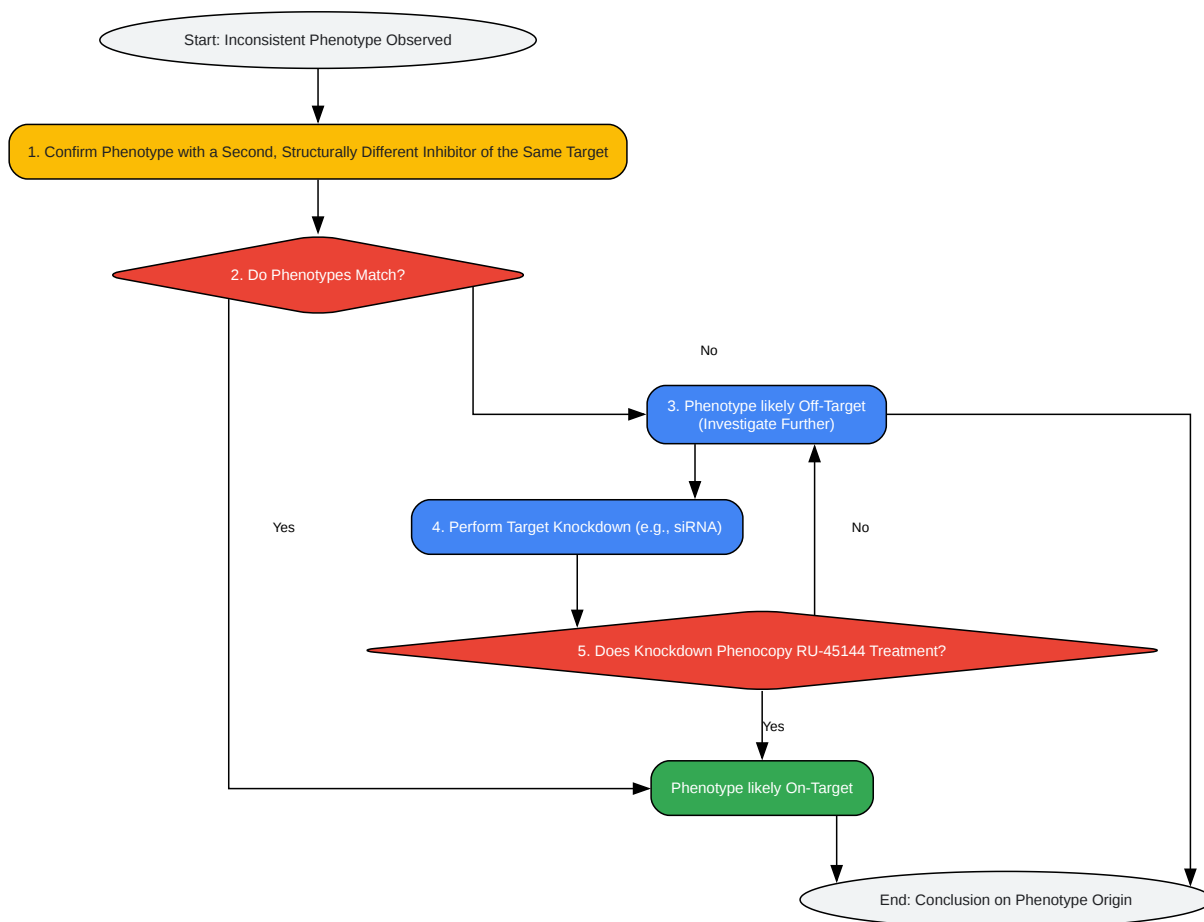 Start: Inconsistent Phenotype Observed
1. Confirm Phenotype with a Second, Structurally Different Inhibitor of the Same Target
2. Do Phenotypes Match?
No
3. Phenotype likely Off-Target
(Investigate Further)
Yes
4. Perform Target Knockdown (e.g., siRNA)
No
5. Does Knockdown Phenocopy RU-45144 Treatment?
Yes
Phenotype likely On-Target
End: Conclusion on Phenotype Origin